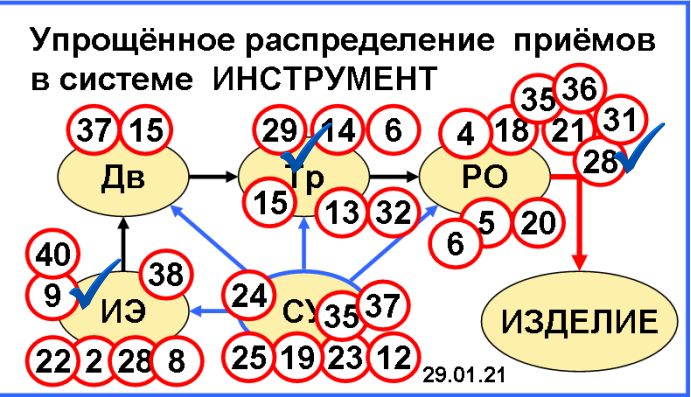 Упрощённое распределение приёмов
в системе ИНСТРУМЕНТ
37 15 29 14 6 4 18 35 36 21 31 28
Дв Тр РО
15 13 32 6 5 20
40 9 38 24 35 37
ИЭ СУ ИЗДЕЛИЕ
22 2 28 8 25 19 23 12
29.01.21